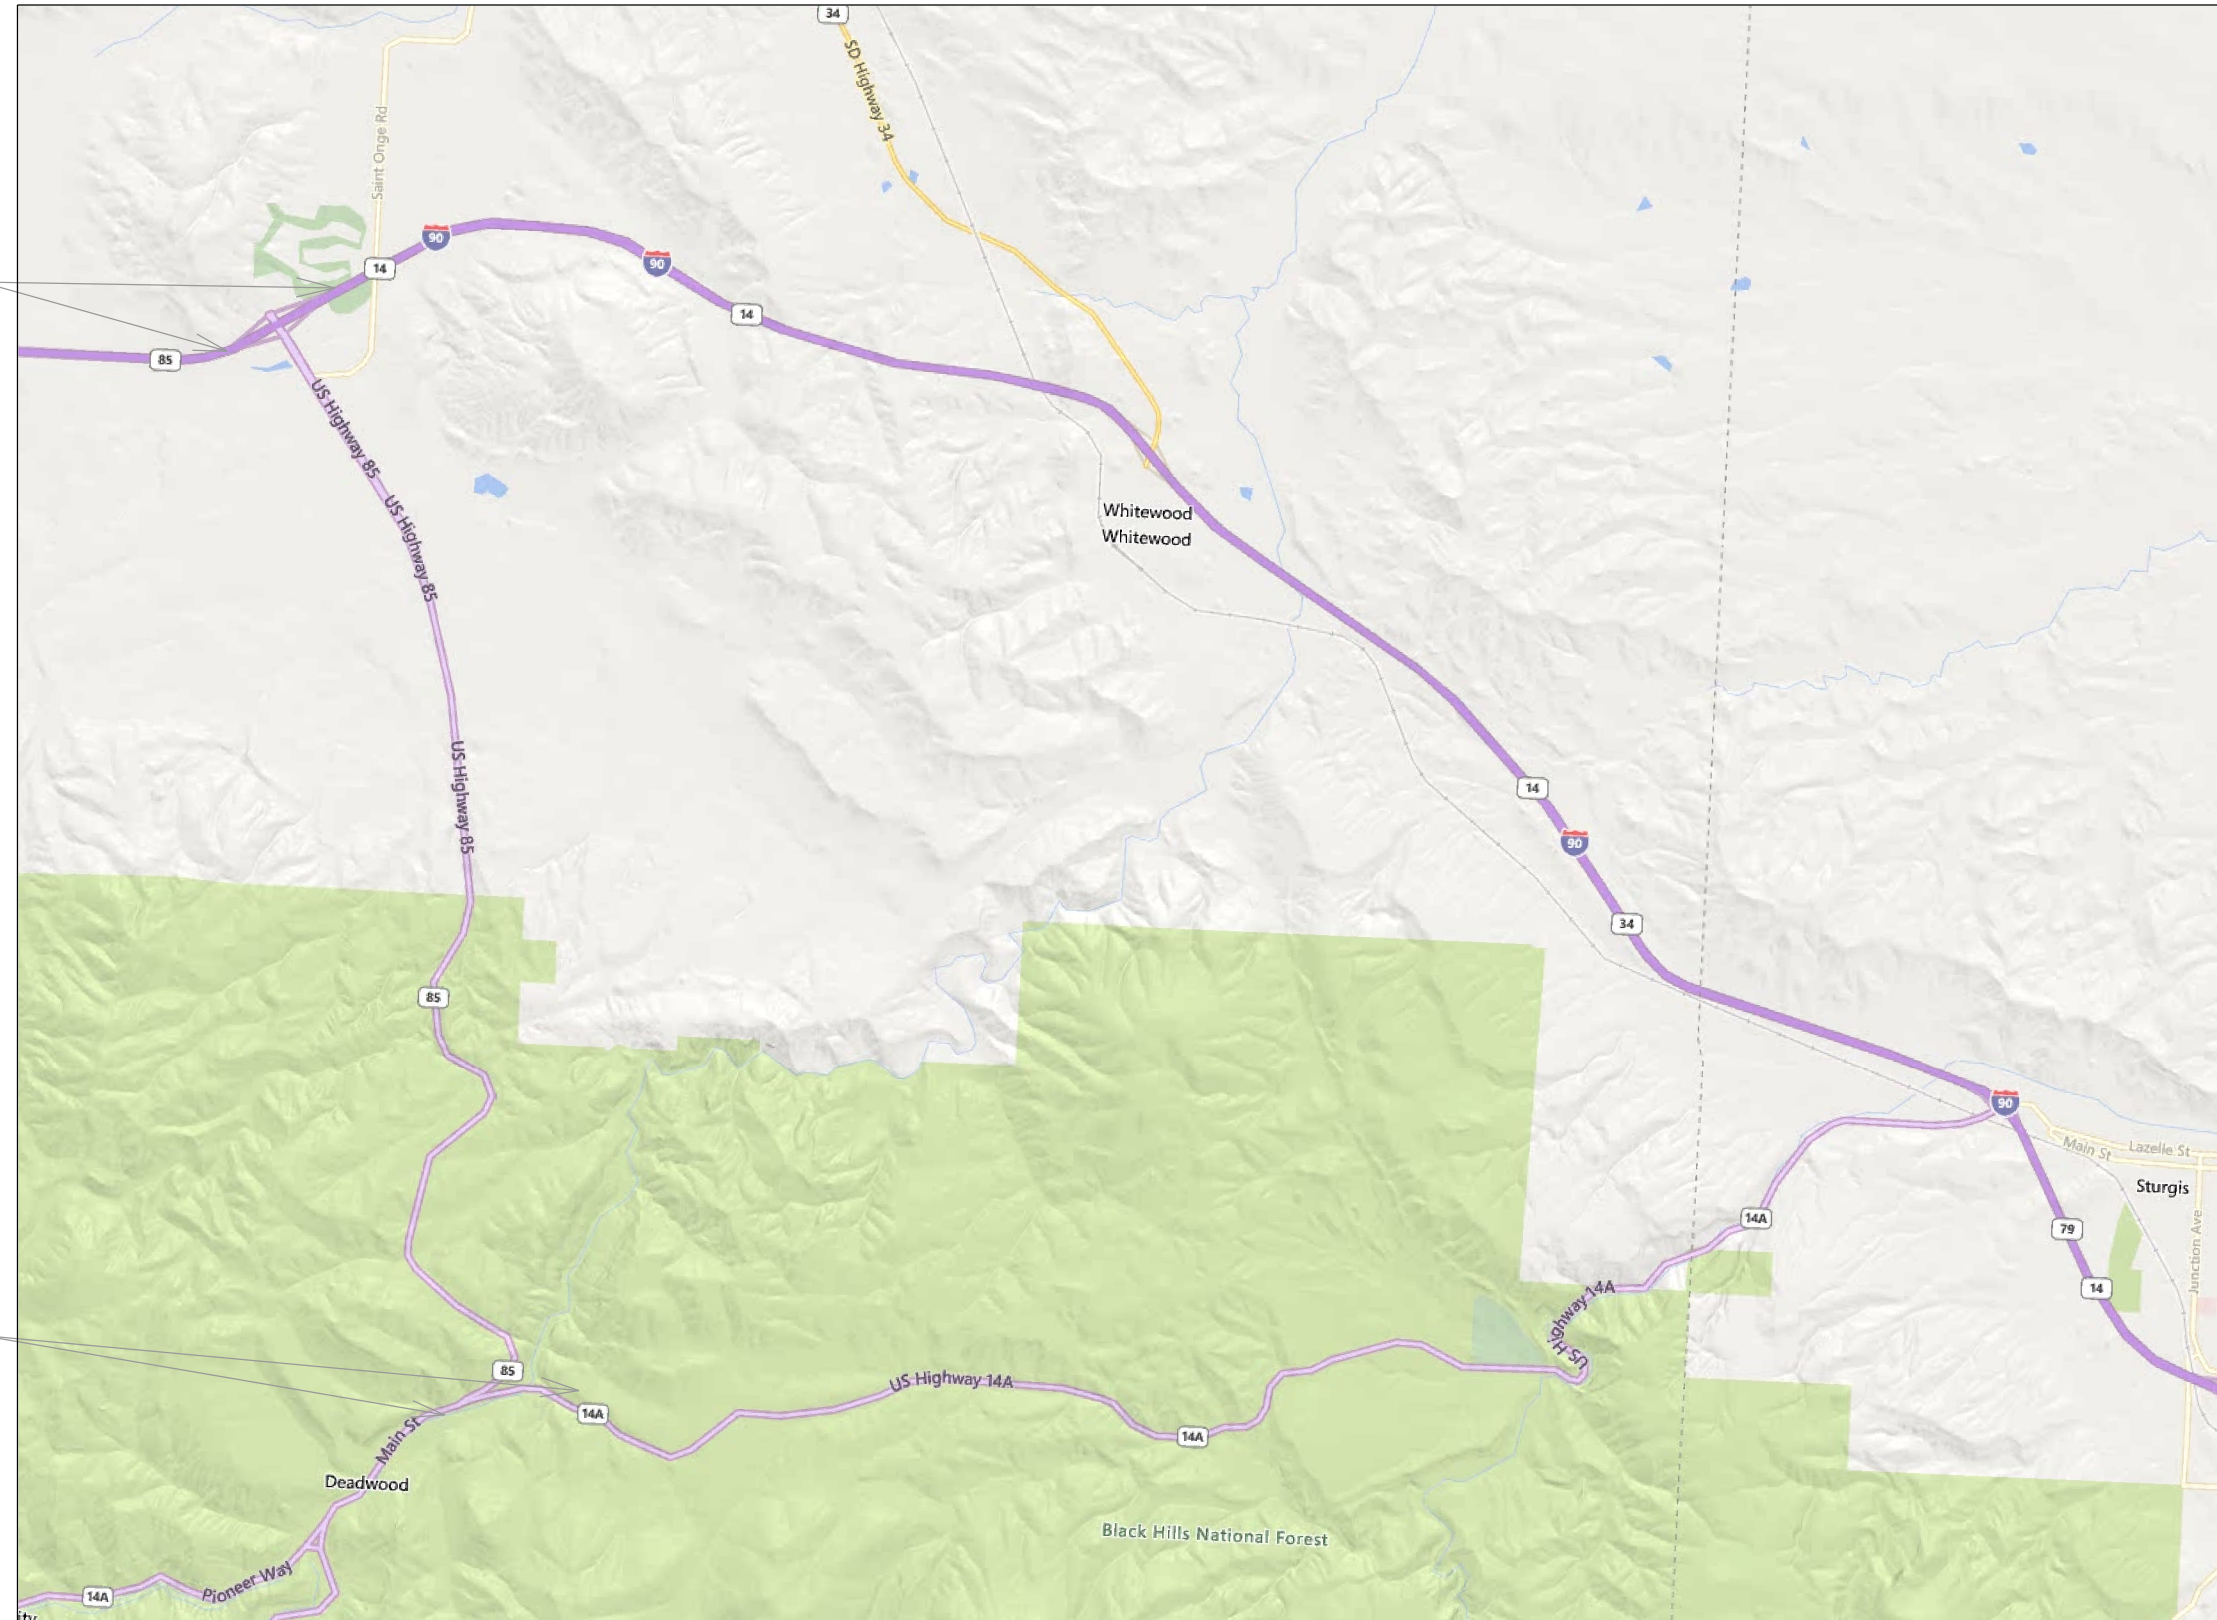 34
SD Highway 34
Saint Onge Rd
90
14
90
14
85
US Highway 85
US Highway 85
Whitewood
Whitewood
US Highway 85
14
90
34
85
90
Main St
Lazelle St
Sturgis
14A
79
Junction Ave
14
US Highway 14A
85
US Highway 14A
14A
Main St
14A
Deadwood
Black Hills National Forest
Pioneer Way
14A